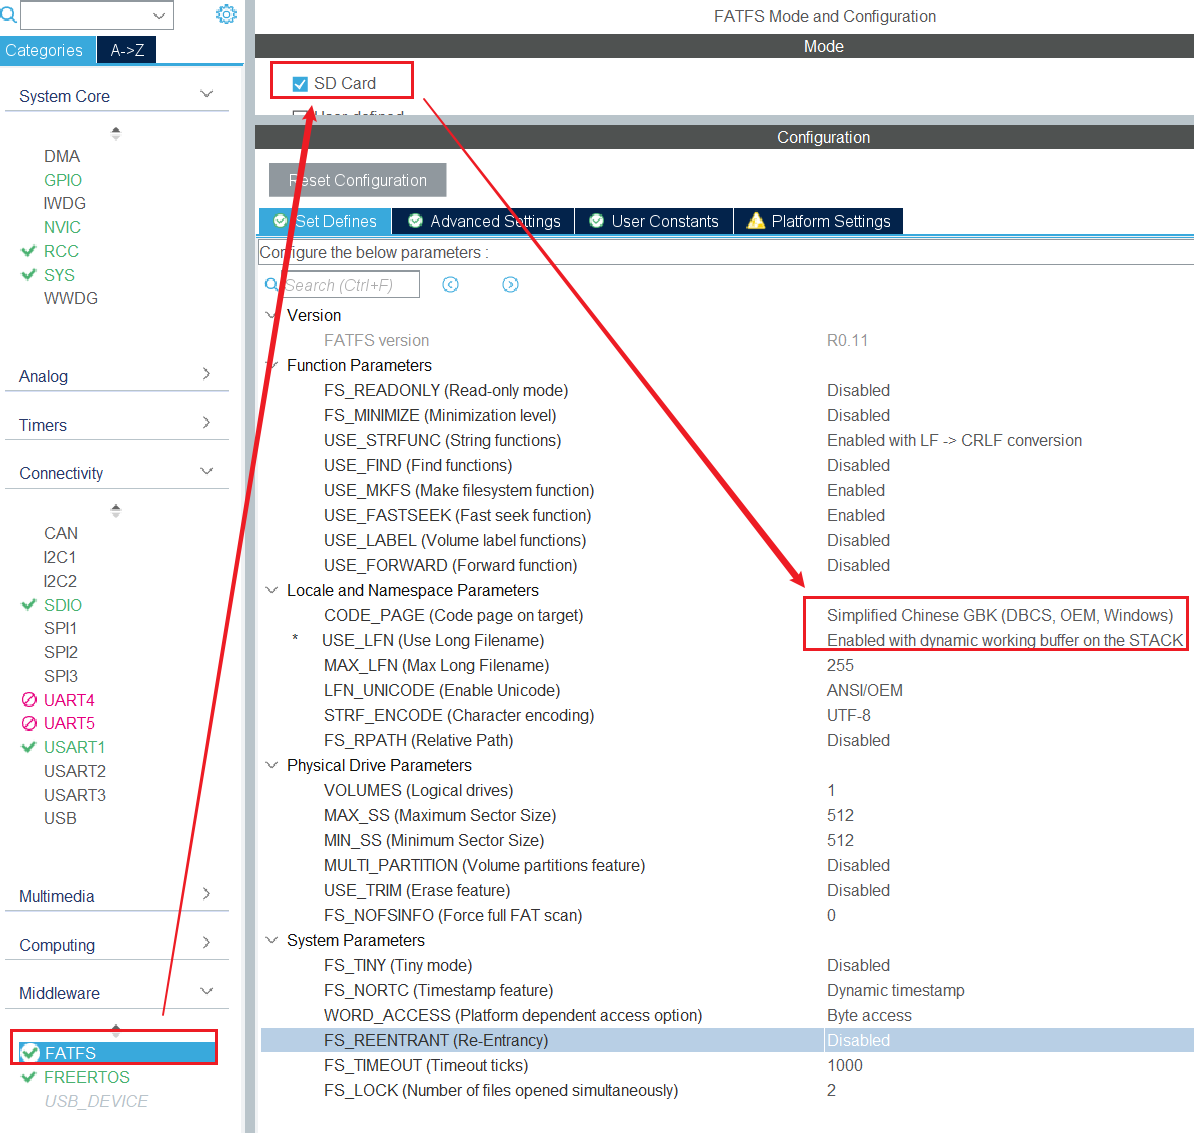 Categories
A->Z
System Core
DMA
GPIO
IWDG
NVIC
RCC
SYS
WWDG
Analog
Timers
Connectivity
CAN
I2C1
I2C2
SDIO
SPI1
SPI2
SPI3
UART4
UART5
USART1
USART2
USART3
USB
Multimedia
Computing
Middleware
FATFS
FREERTOS
USB_DEVICE
FATFS Mode and Configuration
Mode
SD Card
User defined
Configuration
Reset Configuration
Set Defines
Advanced Settings
User Constants
Platform Settings
Configure the below parameters :
Search (Ctrl+F)
Version
FATFS version R0.11
Function Parameters
FS_READONLY (Read-only mode) Disabled
FS_MINIMIZE (Minimization level) Disabled
USE_STRFUNC (String functions) Enabled with LF -> CRLF conversion
USE_FIND (Find functions) Disabled
USE_MKFS (Make filesystem function) Enabled
USE_FASTSEEK (Fast seek function) Enabled
USE_LABEL (Volume label functions) Disabled
USE_FORWARD (Forward function) Disabled
Locale and Namespace Parameters
CODE_PAGE (Code page on target) Simplified Chinese GBK (DBCS, OEM, Windows)
* USE_LFN (Use Long Filename) Enabled with dynamic working buffer on the STACK
MAX_LFN (Max Long Filename) 255
LFN_UNICODE (Enable Unicode) ANSI/OEM
STRF_ENCODE (Character encoding) UTF-8
FS_RPATH (Relative Path) Disabled
Physical Drive Parameters
VOLUMES (Logical drives) 1
MAX_SS (Maximum Sector Size) 512
MIN_SS (Minimum Sector Size) 512
MULTI_PARTITION (Volume partitions feature) Disabled
USE_TRIM (Erase feature) Disabled
FS_NOFSINFO (Force full FAT scan) 0
System Parameters
FS_TINY (Tiny mode) Disabled
FS_NORTC (Timestamp feature) Dynamic timestamp
WORD_ACCESS (Platform dependent access option) Byte access
FS_REENTRANT (Re-Entrancy) Disabled
FS_TIMEOUT (Timeout ticks) 1000
FS_LOCK (Number of files opened simultaneously) 2